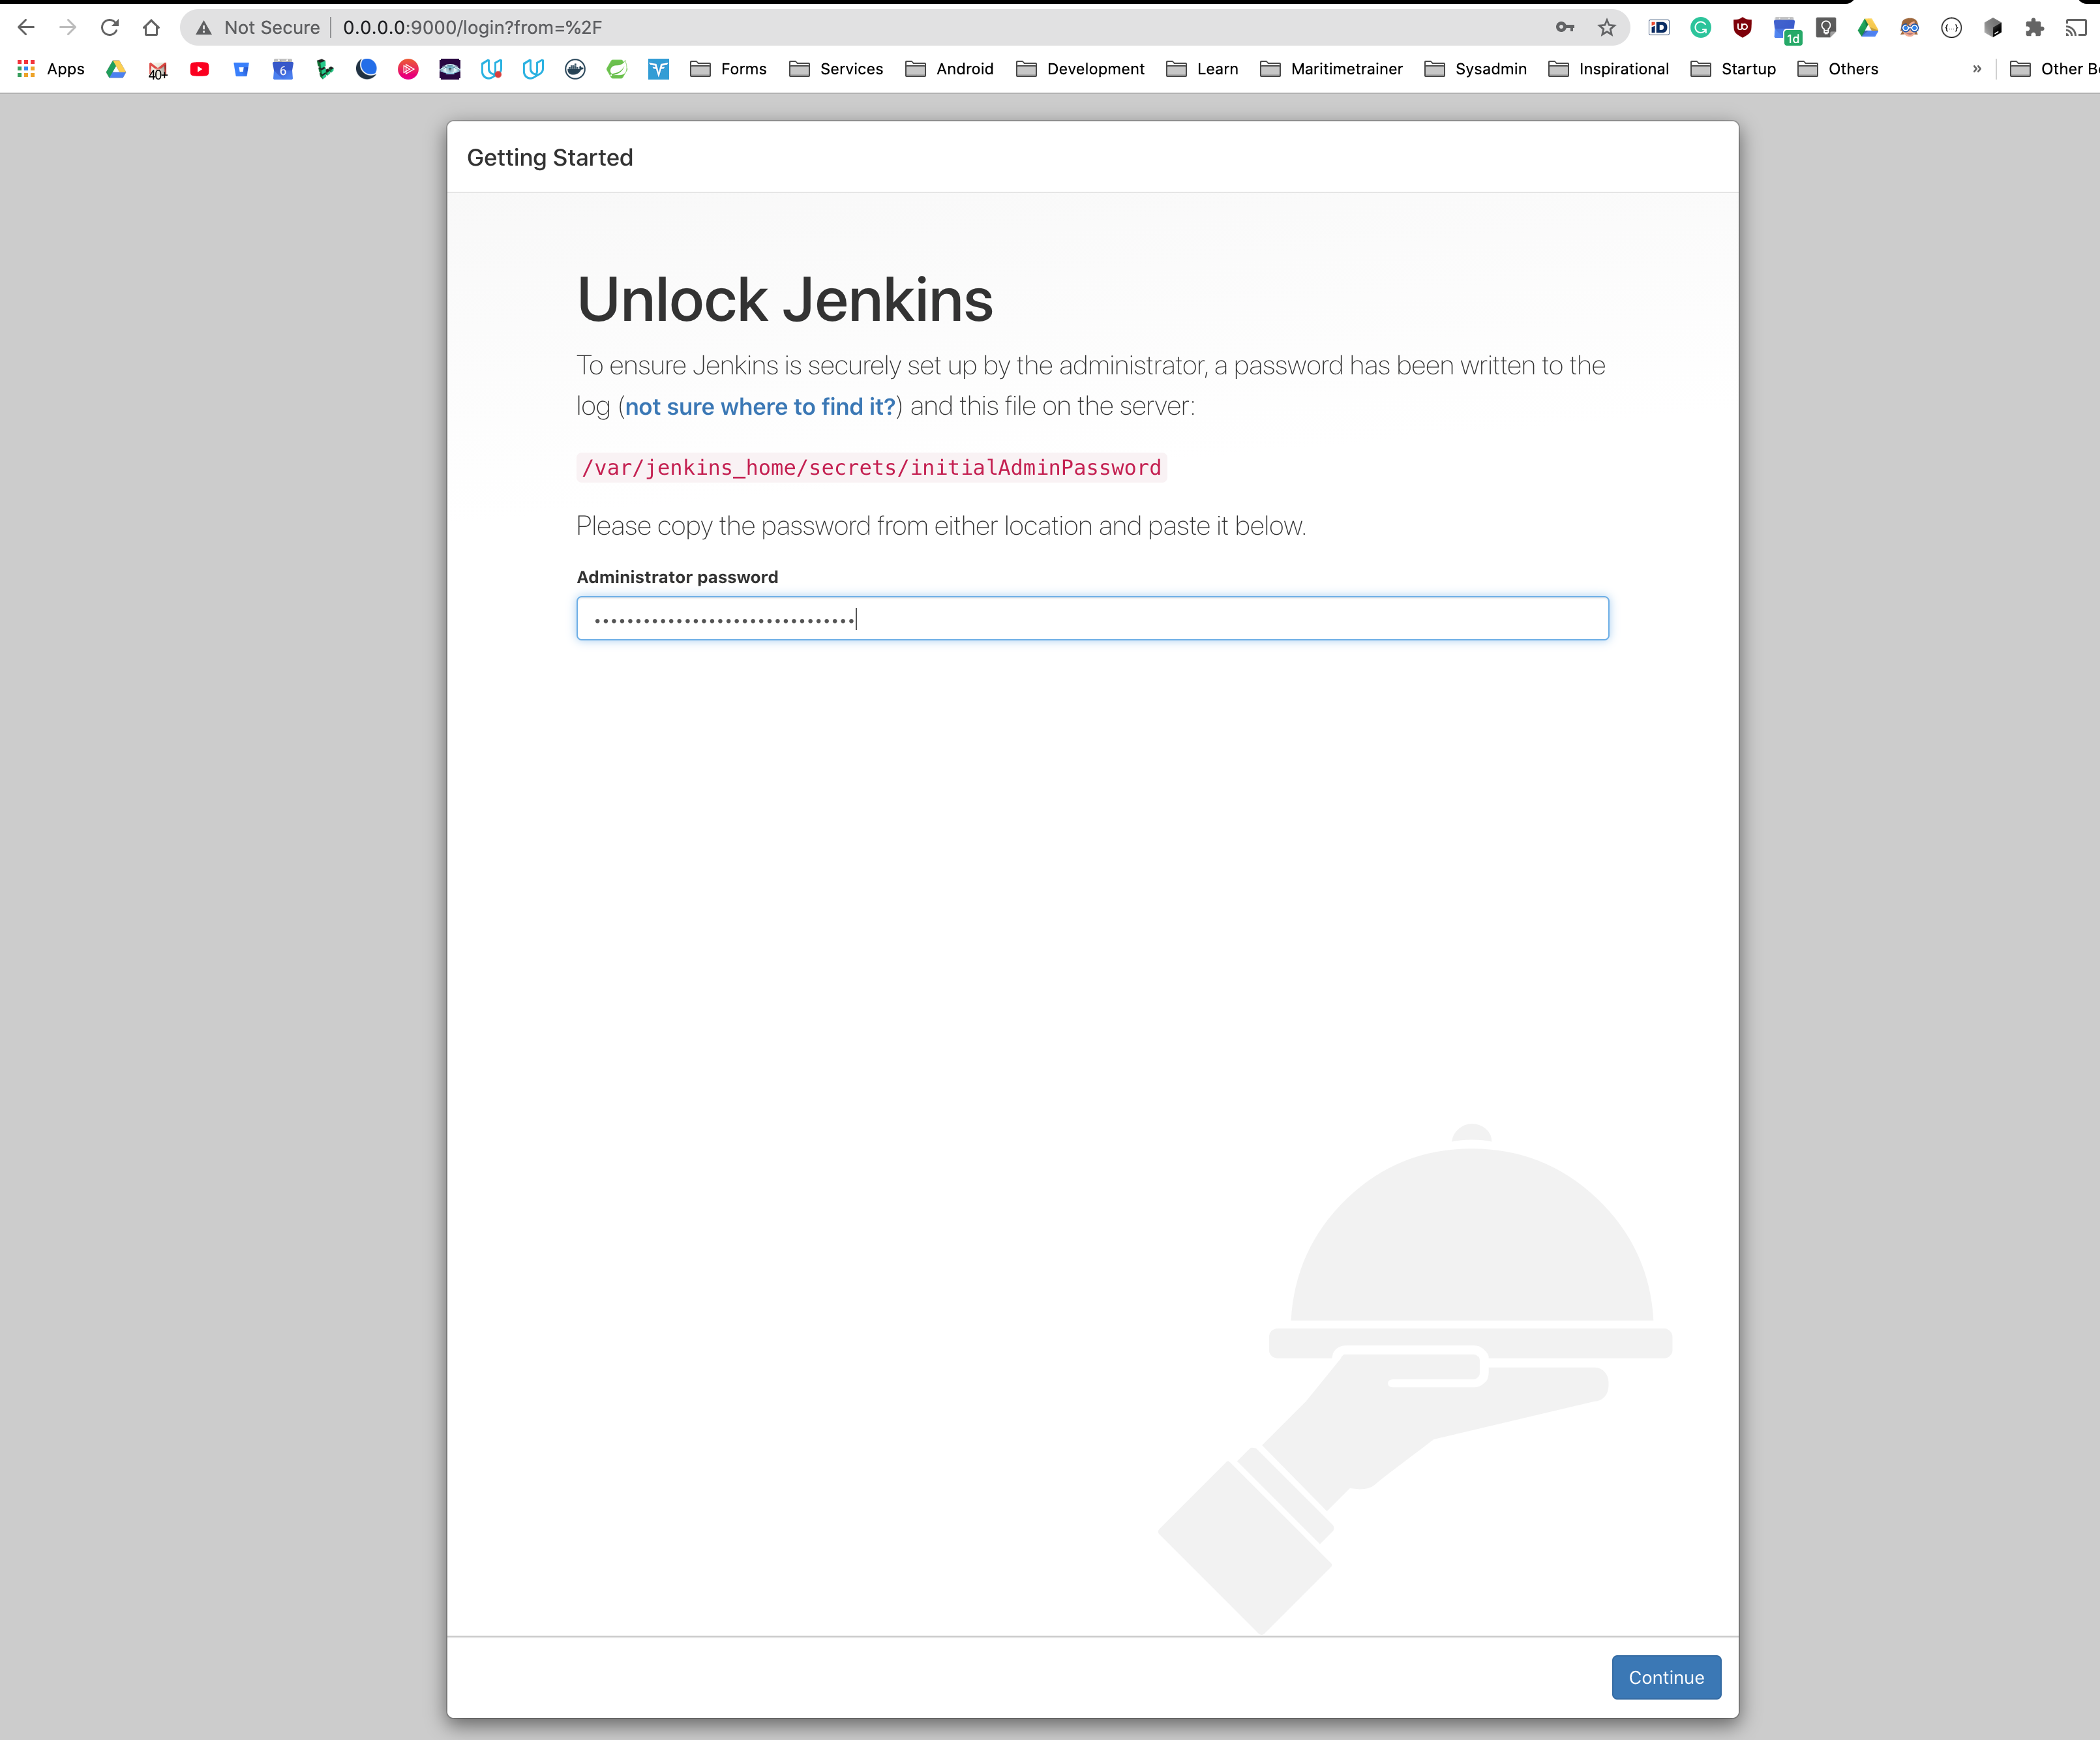 Not Secure 0.0.0.0:9000/login?from=%2F
1d
Apps 40+ 6 Forms Services Android Development Learn Maritimetrainer Sysadmin Inspirational Startup Others » Other B
Getting Started
Unlock Jenkins
To ensure Jenkins is securely set up by the administrator, a password has been written to the
log (not sure where to find it?) and this file on the server:
/var/jenkins_home/secrets/initialAdminPassword
Please copy the password from either location and paste it below.
Administrator password
Continue